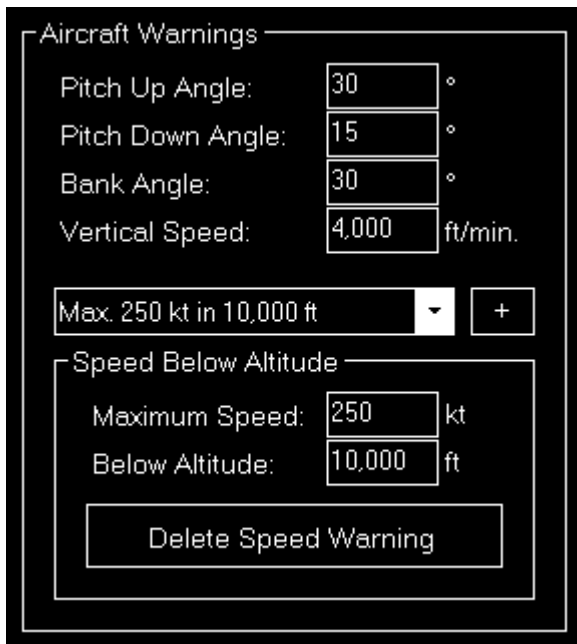 Aircraft Warnings
Pitch Up Angle: 30 °
Pitch Down Angle: 15 °
Bank Angle: 30 °
Vertical Speed: 4,000 ft/min.
Max. 250 kt in 10,000 ft +
Speed Below Altitude
Maximum Speed: 250 kt
Below Altitude: 10,000 ft
Delete Speed Warning